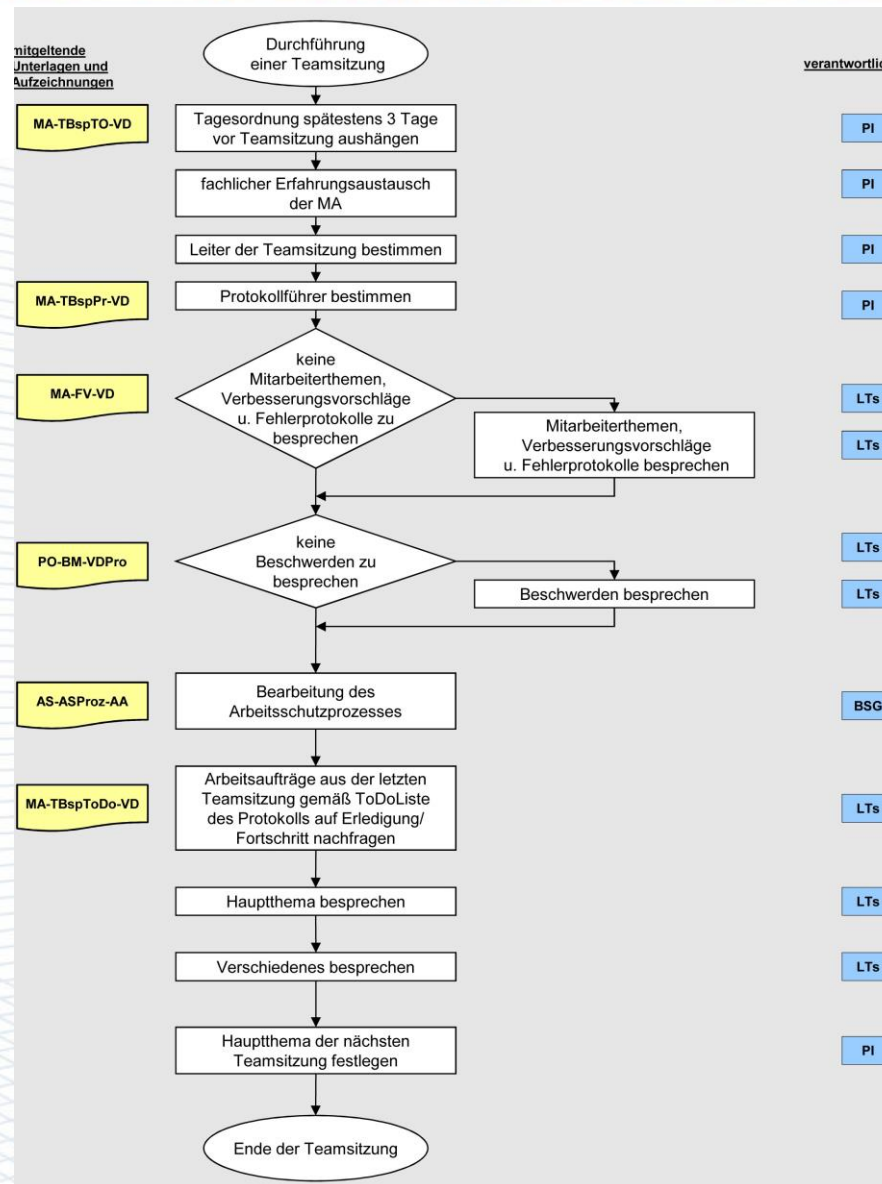 mitgeltende
Unterlagen und
Aufzeichnungen
Durchführung
einer Teamsitzung
verantwortlic
MA-TBspTO-VD
Tagesordnung spätestens 3 Tage
vor Teamsitzung aushängen
PI
fachlicher Erfahrungsaustausch
der MA
PI
Leiter der Teamsitzung bestimmen
PI
MA-TBspPr-VD
Protokollführer bestimmen
PI
keine
Mitarbeiterthemen,
Verbesserungsvorschläge
u. Fehlerprotokolle zu
besprechen
MA-FV-VD
LTs
Mitarbeiterthemen,
Verbesserungsvorschläge
u. Fehlerprotokolle besprechen
LTs
keine
Beschwerden zu
besprechen
PO-BM-VDPro
LTs
Beschwerden besprechen
LTs
AS-ASProz-AA
Bearbeitung des
Arbeitsschutzprozesses
BSG
MA-TBspToDo-VD
Arbeitsaufträge aus der letzten
Teamsitzung gemäß ToDoListe
des Protokolls auf Erledigung/
Fortschritt nachfragen
LTs
Hauptthema besprechen
LTs
Verschiedenes besprechen
LTs
Hauptthema der nächsten
Teamsitzung festlegen
PI
Ende der Teamsitzung